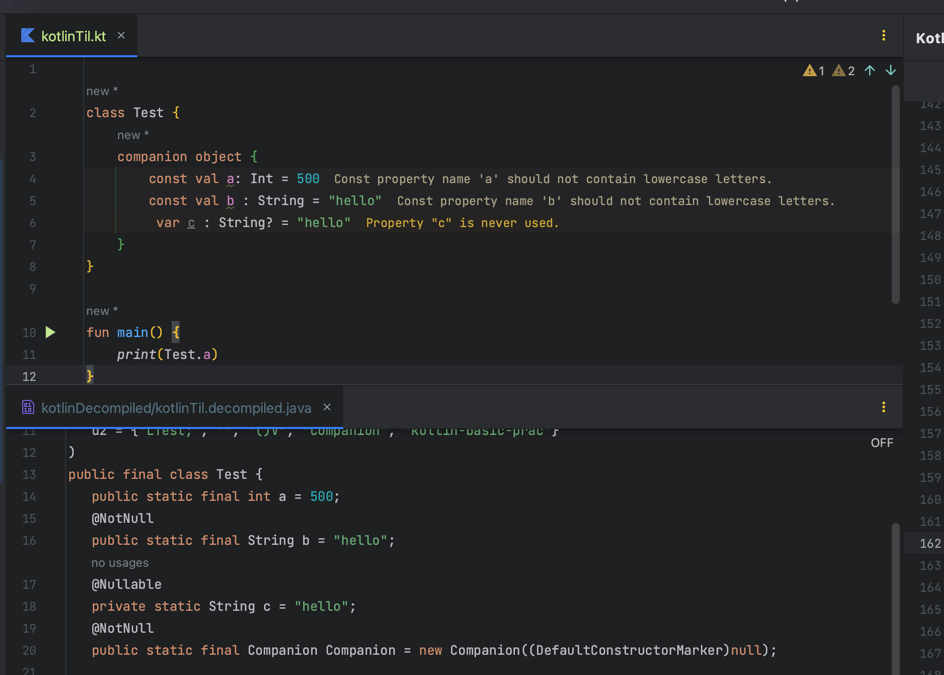 kotlinTil.kt
Kotl
1
1 2
new *
2 class Test {
new *
3 companion object {
4 const val a: Int = 500 Const property name 'a' should not contain lowercase letters.
5 const val b : String = "hello" Const property name 'b' should not contain lowercase letters.
6 var c : String? = "hello" Property "c" is never used.
7 }
8 }
9
new *
10 fun main() {
11 print(Test.a)
12 }
kotlinDecompiled/kotlinTil.decompiled.java
11 d2 = {"LTest;", "", "()V", "Companion", "kotlin-basic-prac"}
OFF
12 )
13 public final class Test {
14 public static final int a = 500;
15 @NotNull
16 public static final String b = "hello";
no usages
17 @Nullable
18 private static String c = "hello";
19 @NotNull
20 public static final Companion Companion = new Companion((DefaultConstructorMarker)null);
21
142
143
144
145
146
147
148
149
150
151
152
153
154
155
156
157
158
159
160
161
162
163
164
165
166
167
168